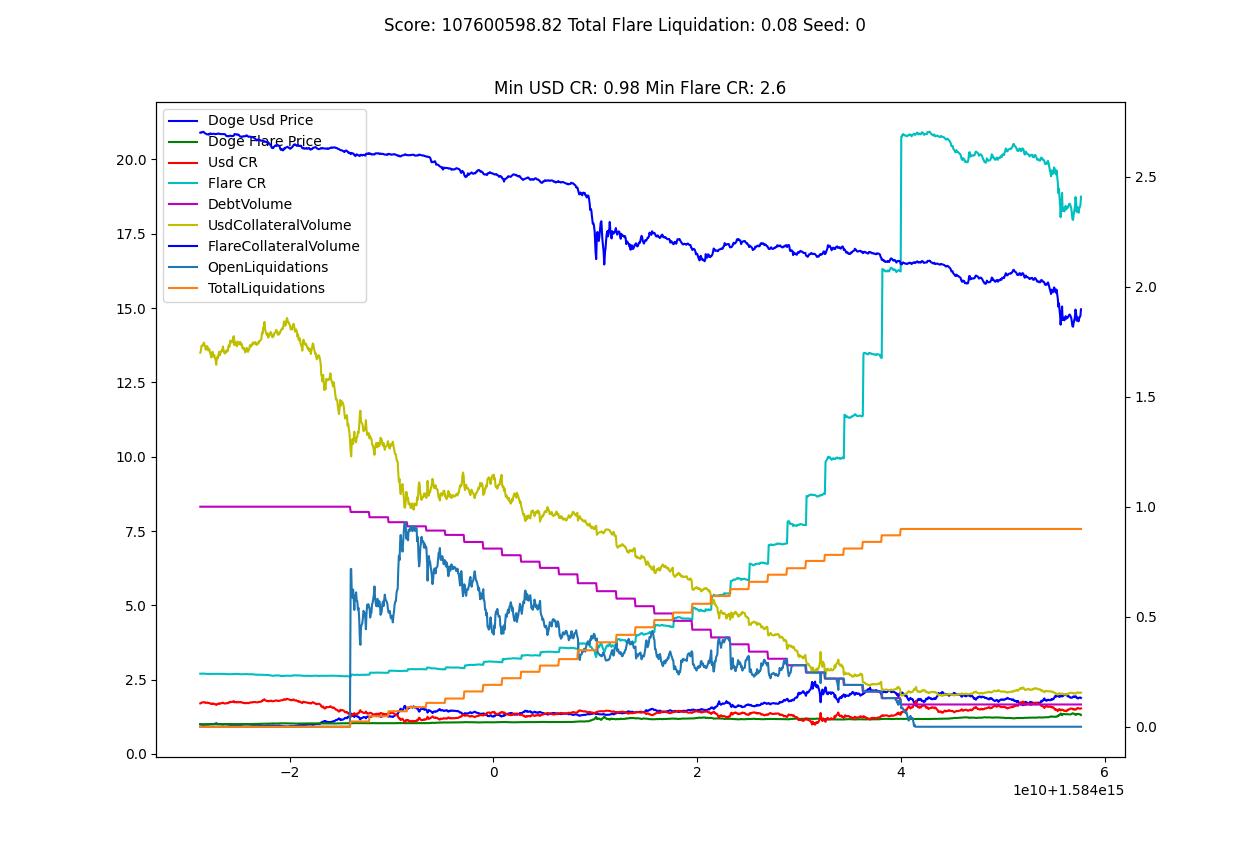 Score: 107600598.82 Total Flare Liquidation: 0.08 Seed: 0
Min USD CR: 0.98 Min Flare CR: 2.6
Doge Usd Price
Doge Flare Price
Usd CR
Flare CR
DebtVolume
UsdCollateralVolume
FlareCollateralVolume
OpenLiquidations
TotalLiquidations
20.0
17.5
15.0
12.5
10.0
7.5
5.0
2.5
0.0
2.5
2.0
1.5
1.0
0.5
0.0
−2
0
2
4
6
1e10+1.584e15